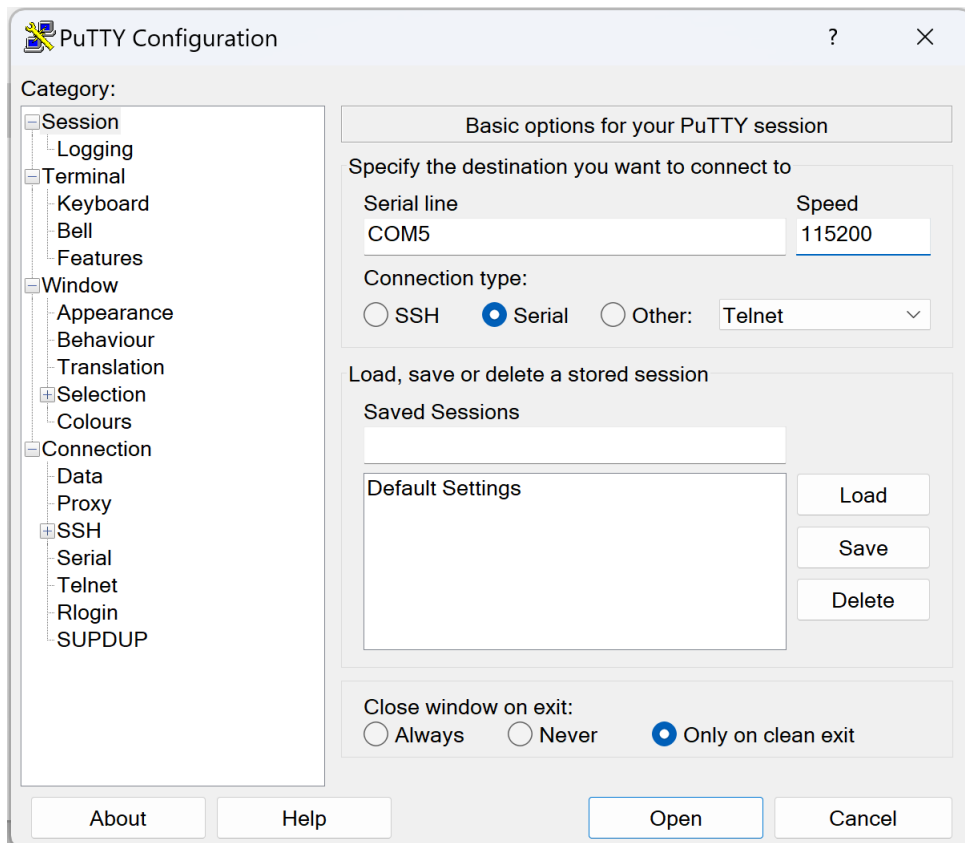 PuTTY Configuration
?
Category:
Session
Logging
Terminal
Keyboard
Bell
Features
Window
Appearance
Behaviour
Translation
Selection
Colours
Connection
Data
Proxy
SSH
Serial
Telnet
Rlogin
SUPDUP
Basic options for your PuTTY session
Specify the destination you want to connect to
Serial line Speed
COM5 115200
Connection type:
SSH Serial Other: Telnet
Load, save or delete a stored session
Saved Sessions
Default Settings
Load
Save
Delete
Close window on exit:
Always Never Only on clean exit
About Help Open Cancel